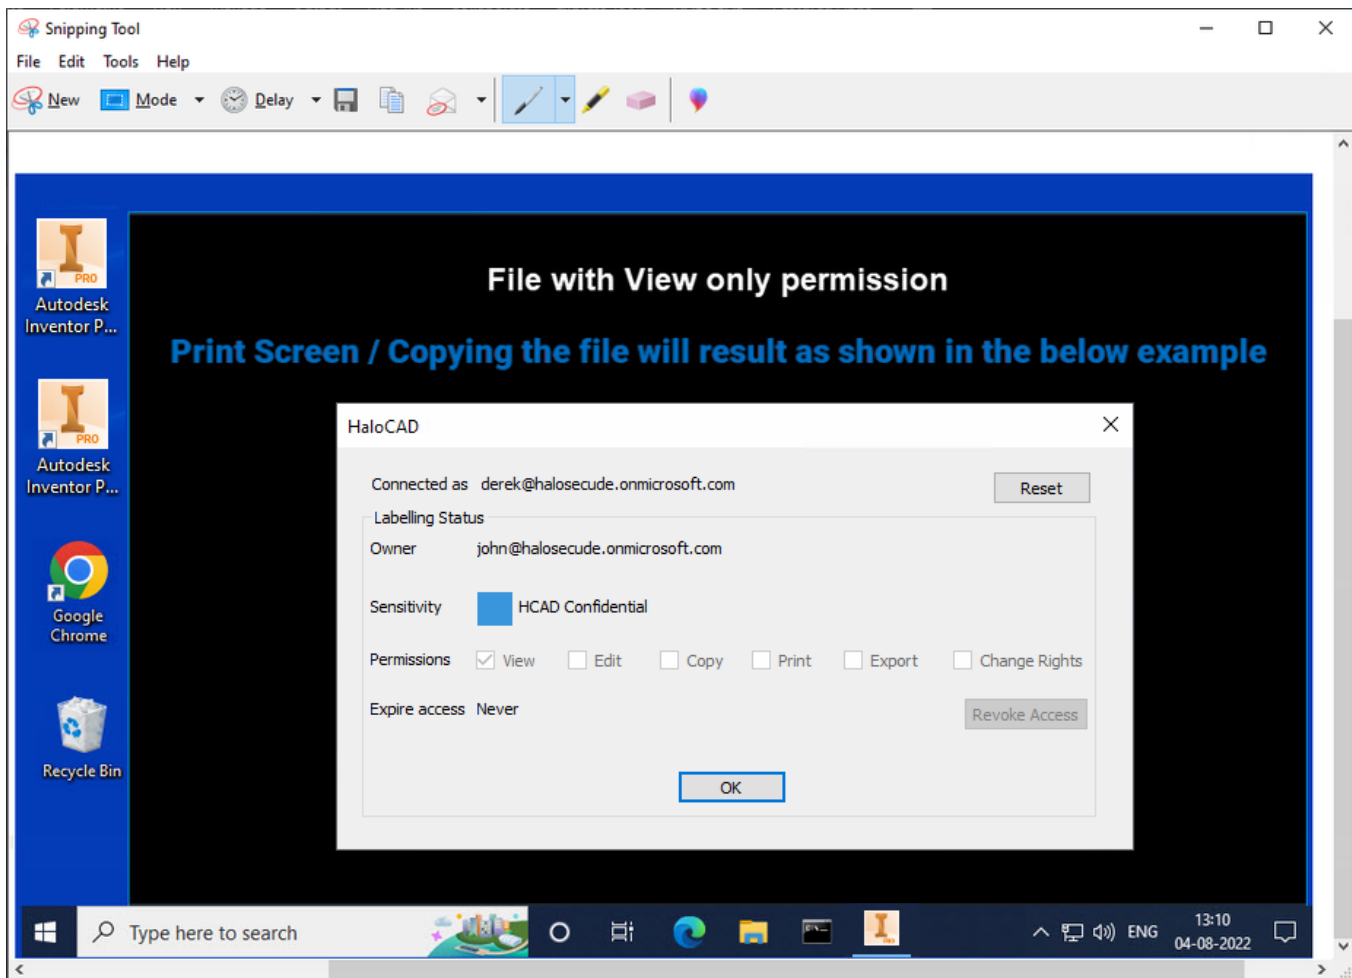 Snipping Tool
File Edit Tools Help
New Mode Delay
PRO
Autodesk
Inventor P...
PRO
Autodesk
Inventor P...
Google
Chrome
Recycle Bin
File with View only permission
Print Screen / Copying the file will result as shown in the below example
HaloCAD
Connected as derek@halosecude.onmicrosoft.com Reset
Labelling Status
Owner john@halosecude.onmicrosoft.com
Sensitivity HCAD Confidential
Permissions View Edit Copy Print Export Change Rights
Expire access Never Revoke Access
OK
Type here to search ENG 13:10
04-08-2022